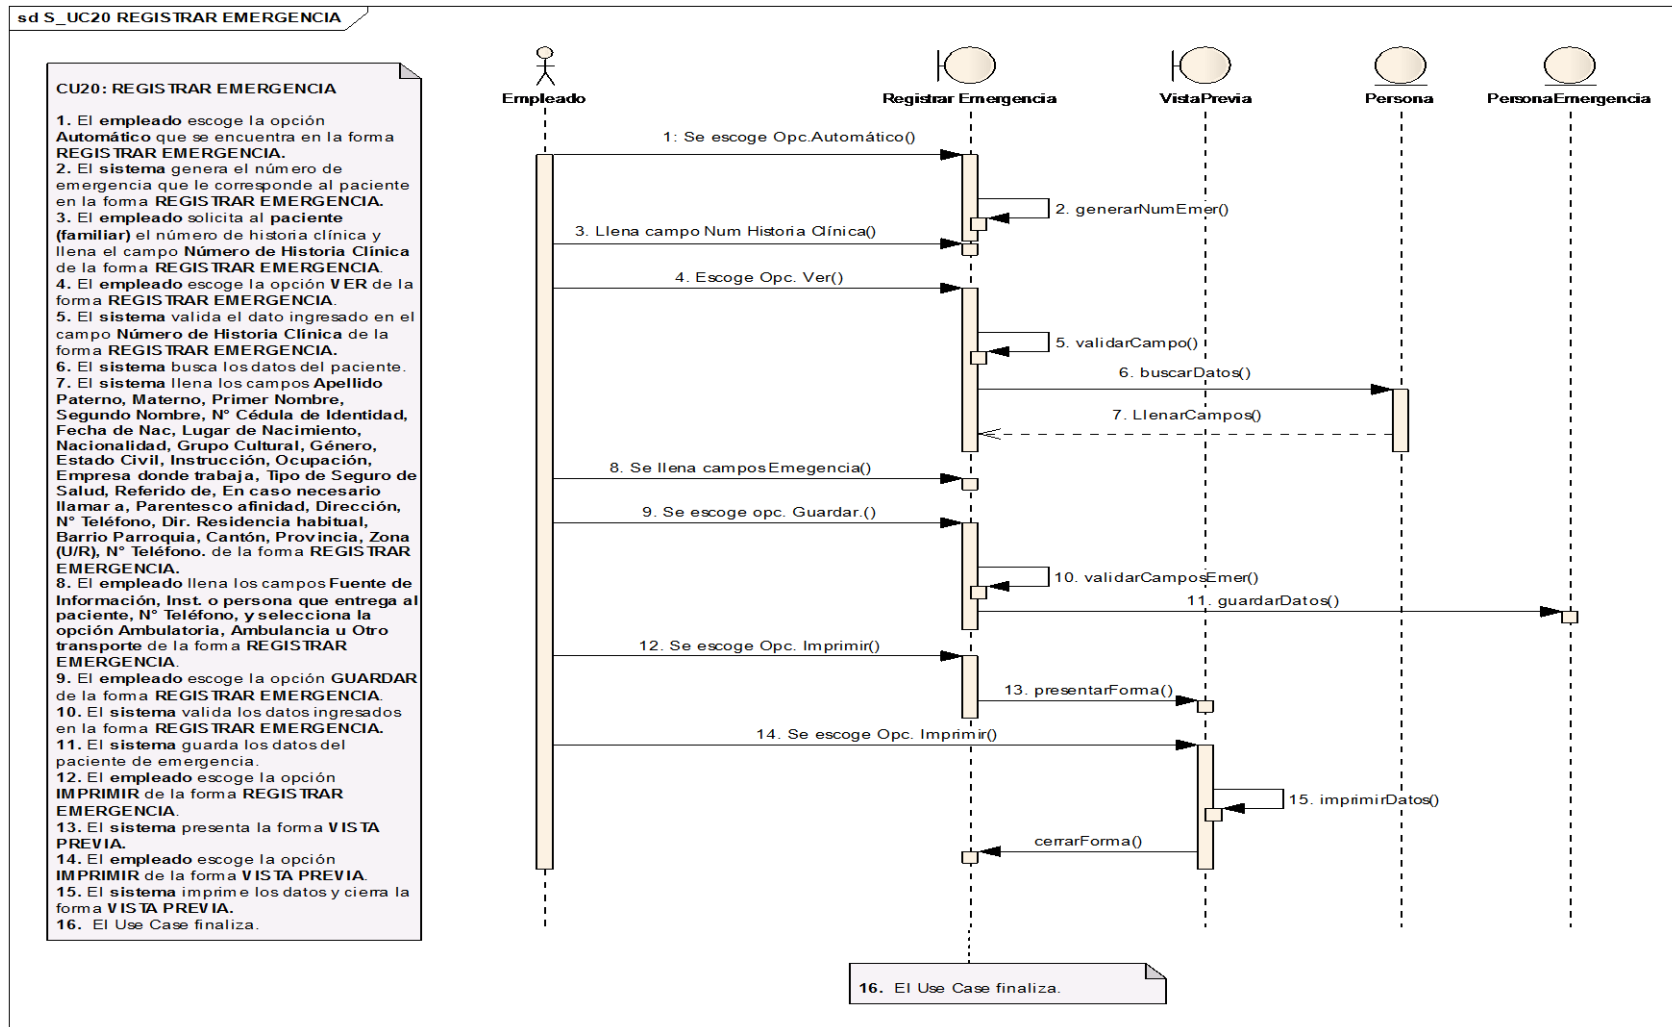 sd S_UC20 REGISTRAR EMERGENCIA
CU20: REGISTRAR EMERGENCIA
1. El empleado escoge la opción
Automático que se encuentra en la forma
REGISTRAR EMERGENCIA.
2. El sistema genera el número de
emergencia que le corresponde al paciente
en la forma REGISTRAR EMERGENCIA.
3. El empleado solicita al paciente
(familiar) el número de historia clínica y
llena el campo Número de Historia Clínica
de la forma REGISTRAR EMERGENCIA.
4. El empleado escoge la opción VER de la
forma REGISTRAR EMERGENCIA.
5. El sistema valida el dato ingresado en el
campo Número de Historia Clínica de la
forma REGISTRAR EMERGENCIA.
6. El sistema busca los datos del paciente.
7. El sistema llena los campos Apellido
Paterno, Materno, Primer Nombre,
Segundo Nombre, N° Cédula de Identidad,
Fecha de Nac, Lugar de Nacimiento,
Nacionalidad, Grupo Cultural, Género,
Estado Civil, Instrucción, Ocupación,
Empresa donde trabaja, Tipo de Seguro de
Salud, Referido de, En caso necesario
llamar a, Parentesco afinidad, Dirección,
N° Teléfono, Dir. Residencia habitual,
Barrio Parroquia, Cantón, Provincia, Zona
(U/R), N° Teléfono. de la forma REGISTRAR
EMERGENCIA.
8. El empleado llena los campos Fuente de
Información, Inst. o persona que entrega al
paciente, N° Teléfono, y selecciona la
opción Ambulatoria, Ambulancia u Otro
transporte de la forma REGISTRAR
EMERGENCIA.
9. El empleado escoge la opción GUARDAR
de la forma REGISTRAR EMERGENCIA.
10. El sistema valida los datos ingresados
en la forma REGISTRAR EMERGENCIA.
11. El sistema guarda los datos del
paciente de emergencia.
12. El empleado escoge la opción
IMPRIMIR de la forma REGISTRAR
EMERGENCIA.
13. El sistema presenta la forma VISTA
PREVIA.
14. El empleado escoge la opción
IMPRIMIR de la forma VISTA PREVIA.
15. El sistema imprime los datos y cierra la
forma VISTA PREVIA.
16. El Use Case finaliza.
Empleado
Registrar Emergencia
VistaPrevia
Persona
PersonaEmergencia
1: Se escoge Opc.Automático()
2. generarNumEmer()
3. Llena campo Num Historia Clínica()
4. Escoge Opc. Ver()
5. validarCampo()
6. buscarDatos()
7. LlenarCampos()
8. Se llena campos Emegencia()
9. Se escoge opc. Guardar.()
10. validarCamposEmer()
11. guardarDatos()
12. Se escoge Opc. Imprimir()
13. presentarForma()
14. Se escoge Opc. Imprimir()
15. imprimirDatos()
cerrarForma()
16. El Use Case finaliza.